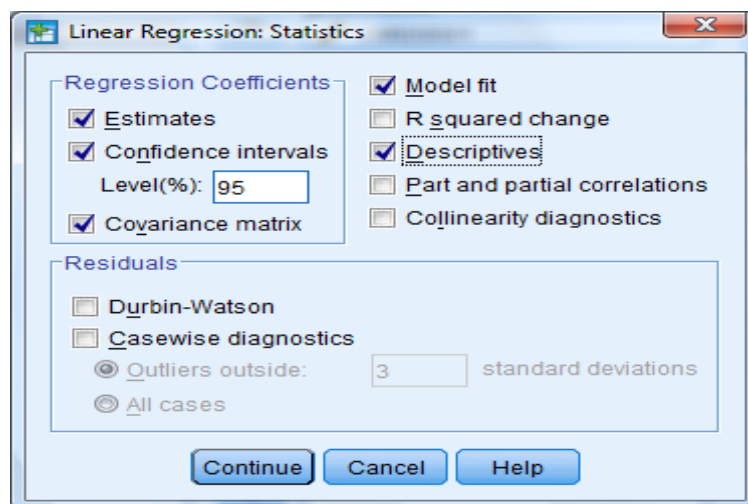 Linear Regression: Statistics
Regression Coefficients
Estimates
Confidence intervals
Level(%): 95
Covariance matrix
Model fit
R squared change
Descriptives
Part and partial correlations
Collinearity diagnostics
Residuals
Durbin-Watson
Casewise diagnostics
Outliers outside: 3 standard deviations
All cases
Continue Cancel Help